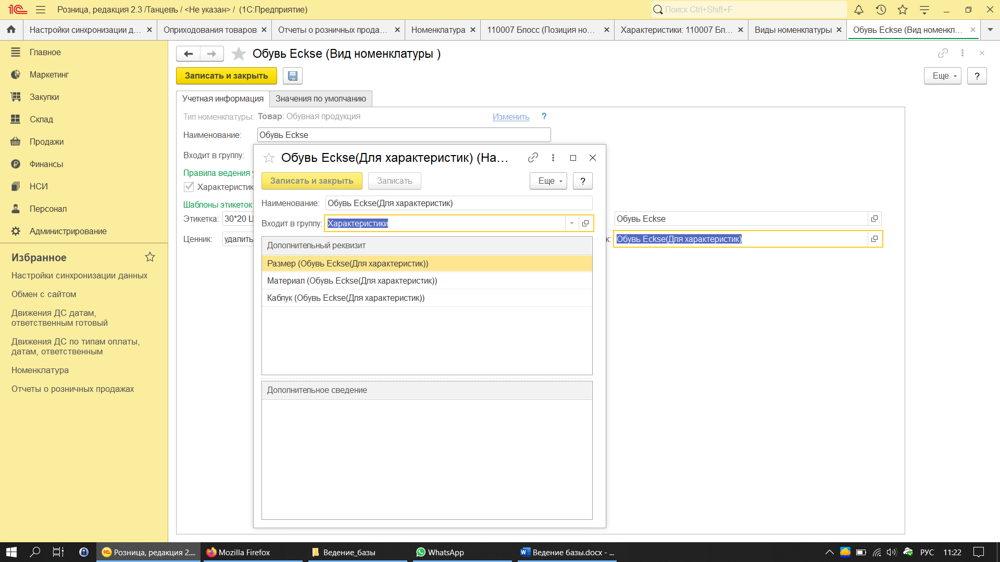 Розница, редакция 2.3 /Танцевъ / <Не указан> / (1С:Предприятие)
Поиск Ctrl+Shift+F
Настройки синхронизации д...
Оприходования товаров
Отчеты о розничных прода...
Номенклатура
110007 Блосс (Позиция но...
Характеристики: 110007 Бл...
Виды номенклатуры
Обувь Eckse (Вид номенкл...
Главное
Маркетинг
Закупки
Склад
Продажи
Финансы
НСИ
Персонал
Администрирование
Избранное
Настройки синхронизации данных
Обмен с сайтом
Движения ДС датам,
ответственным готовый
Движения ДС по типам оплаты,
датам, ответственным
Номенклатура
Отчеты о розничных продажах
Обувь Eckse (Вид номенклатуры )
Записать и закрыть
Еще
?
Учетная информация
Значения по умолчанию
Тип номенклатуры: Товар: Обувная продукция
Изменить
?
Наименование: Обувь Eckse
Входит в группу:
Правила ведения
Характеристик
Шаблоны этикеток
Этикетка: 30*20 Ц
Ценник: удалить
Обувь Eckse
к: Обувь Eckse(Для характеристик)
Обувь Eckse(Для характеристик) (На...
Записать и закрыть
Записать
Еще
?
Наименование: Обувь Eckse(Для характеристик)
Входит в группу: Характеристики
Дополнительный реквизит
Размер (Обувь Eckse(Для характеристик))
Материал (Обувь Eckse(Для характеристик))
Каблук (Обувь Eckse(Для характеристик))
Дополнительное сведение
Розница, редакция 2....
Mozilla Firefox
Ведение_базы
WhatsApp
Ведение базы.docx - ...
РУС
11:22